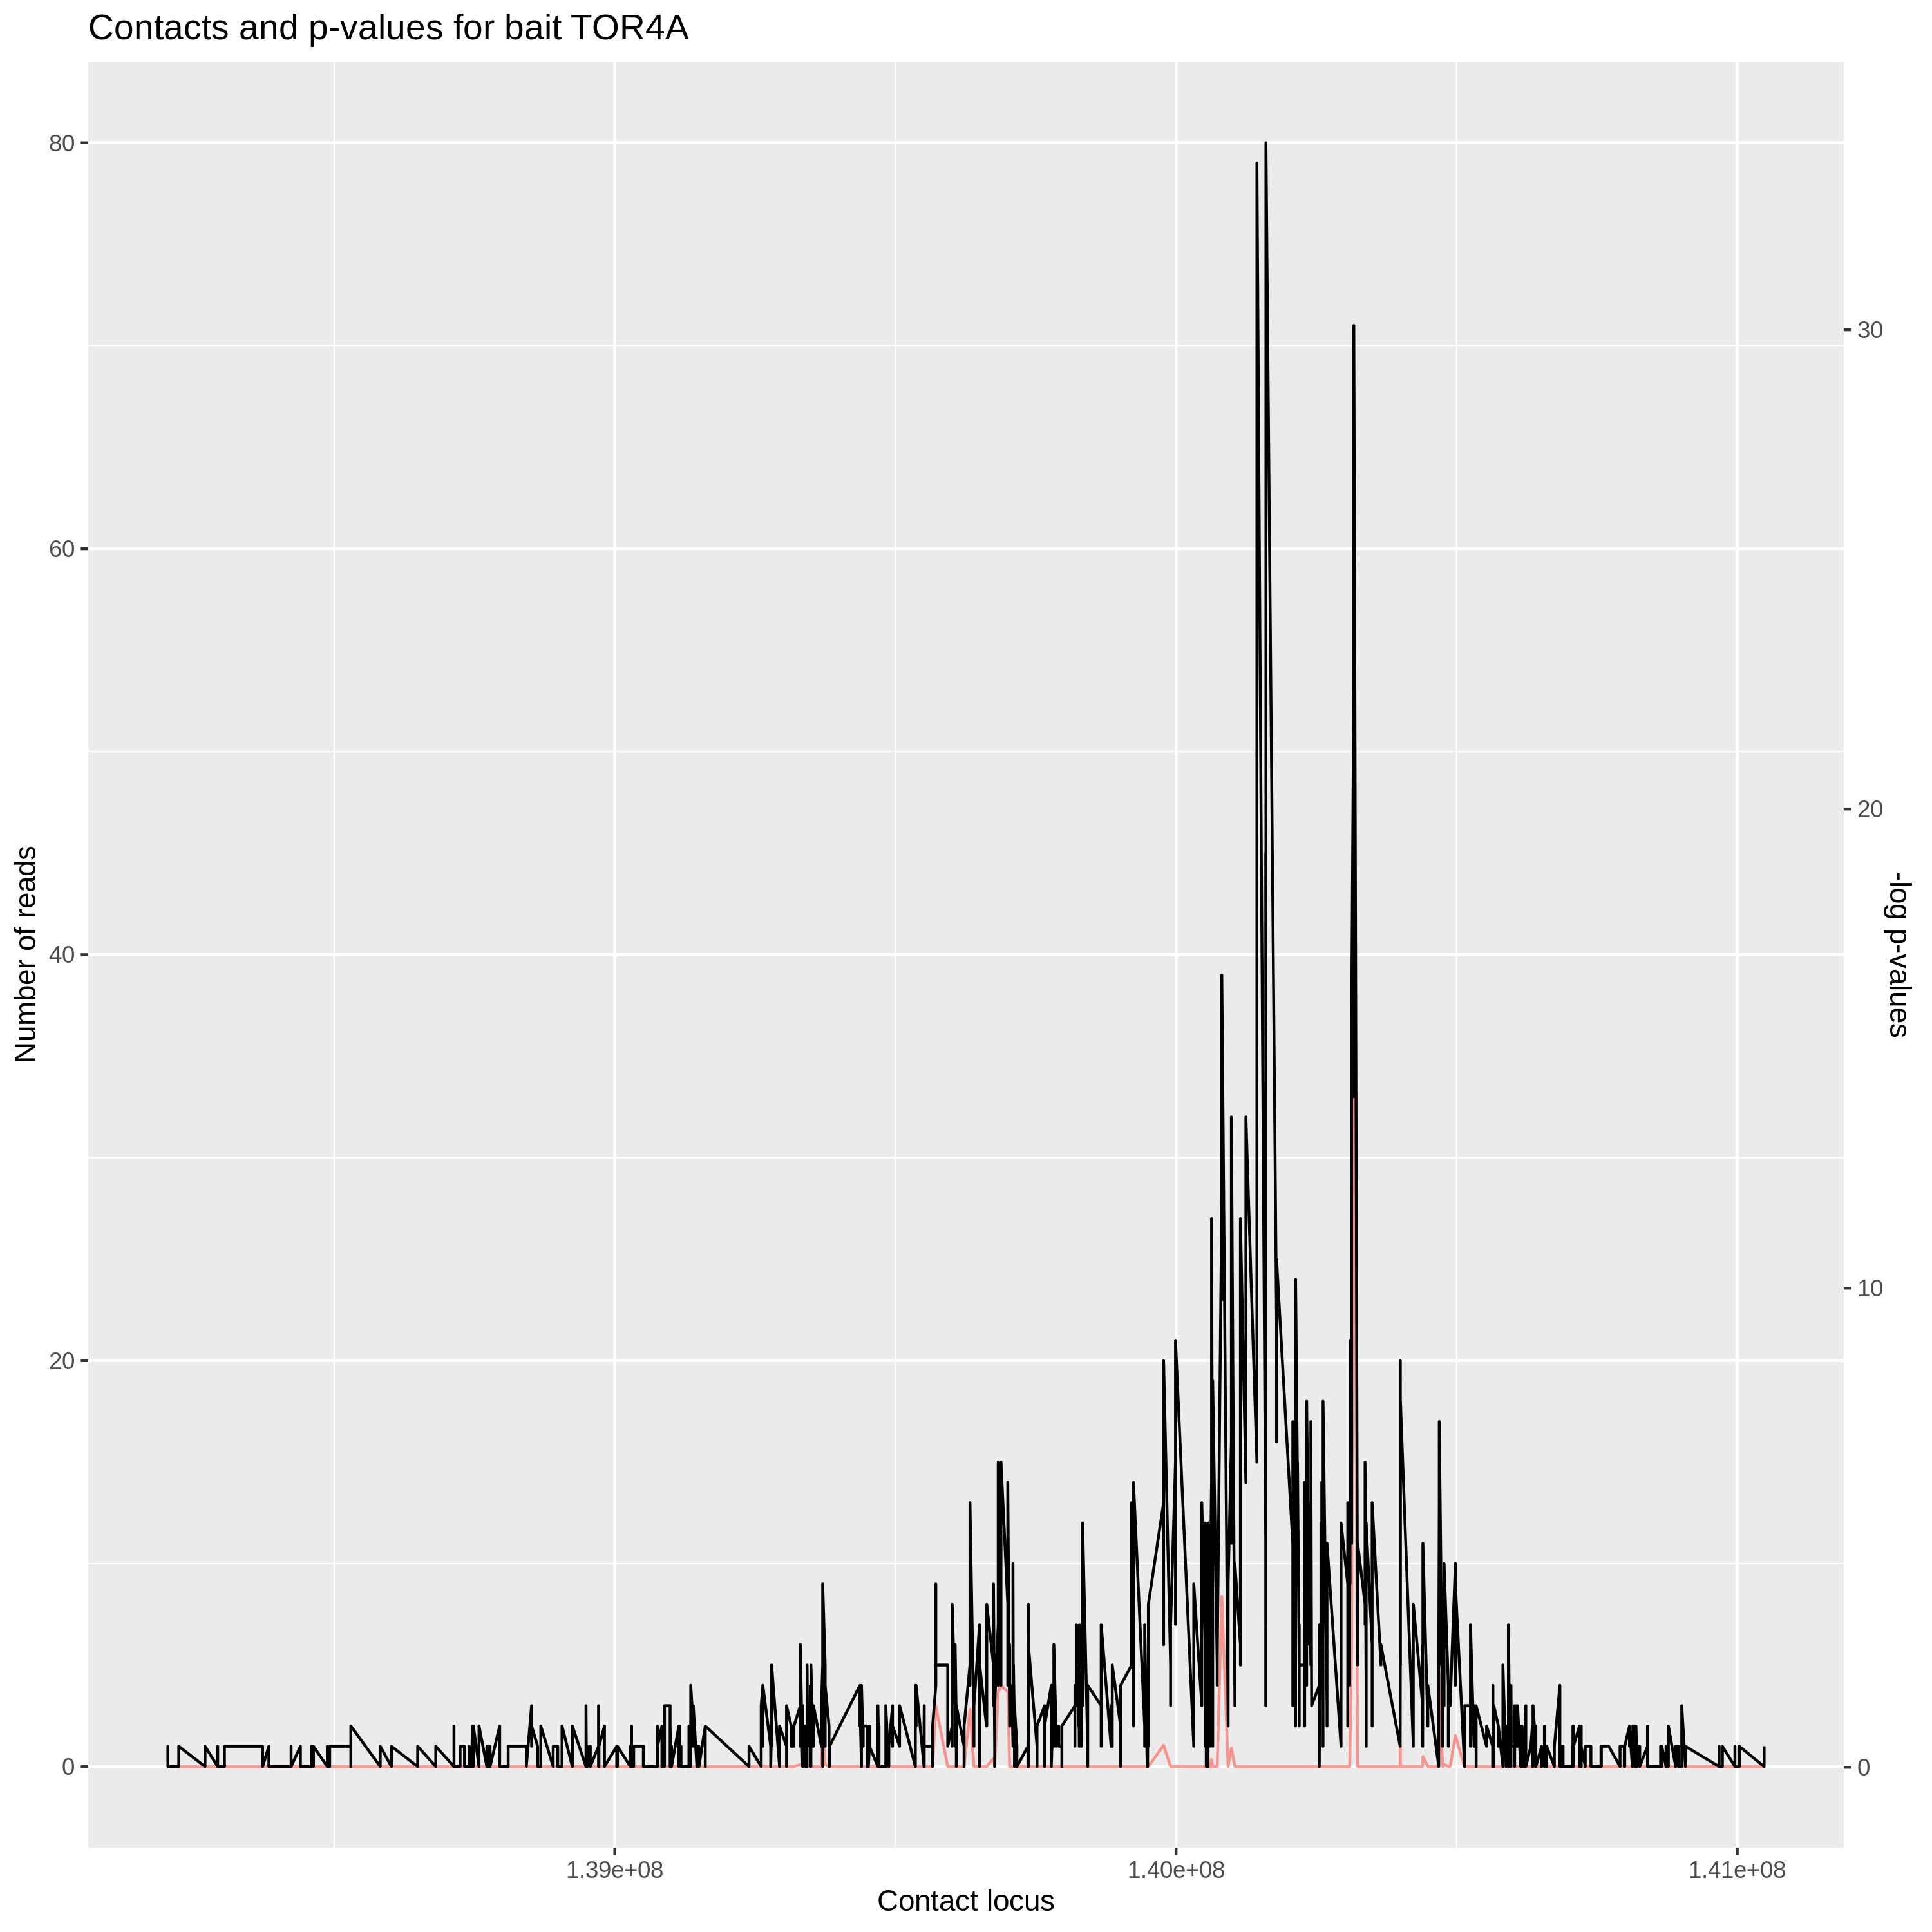 Contacts and p-values for bait TOR4A
80
60
40
20
0
Number of reads
30
20
10
0
-log p-values
1.39e+08
1.40e+08
1.41e+08
Contact locus